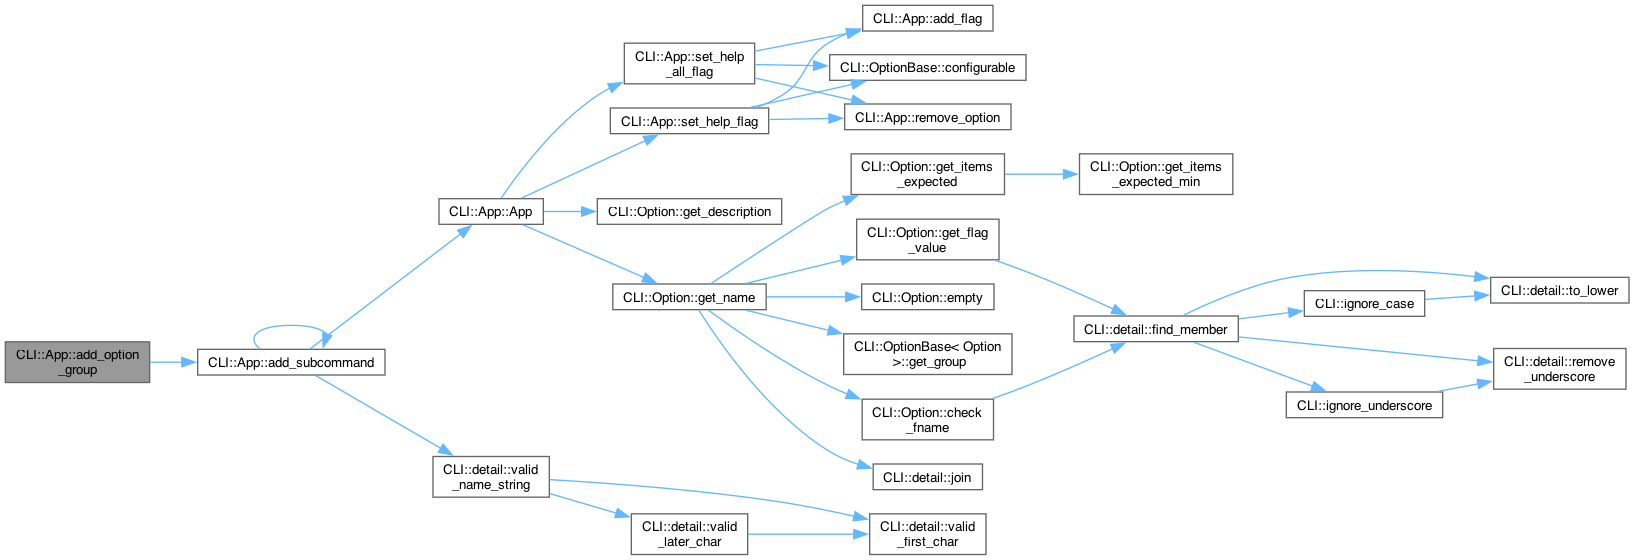 CLI::App::add_option
_group
CLI::App::add_subcommand
CLI::App::App
CLI::detail::valid
_name_string
CLI::App::set_help
_all_flag
CLI::App::set_help_flag
CLI::Option::get_description
CLI::Option::get_name
CLI::detail::valid
_later_char
CLI::App::add_flag
CLI::OptionBase::configurable
CLI::App::remove_option
CLI::Option::get_items
_expected
CLI::Option::get_flag
_value
CLI::Option::empty
CLI::OptionBase< Option
>::get_group
CLI::Option::check
_fname
CLI::detail::join
CLI::detail::valid
_first_char
CLI::Option::get_items
_expected_min
CLI::detail::find_member
CLI::ignore_case
CLI::ignore_underscore
CLI::detail::to_lower
CLI::detail::remove
_underscore